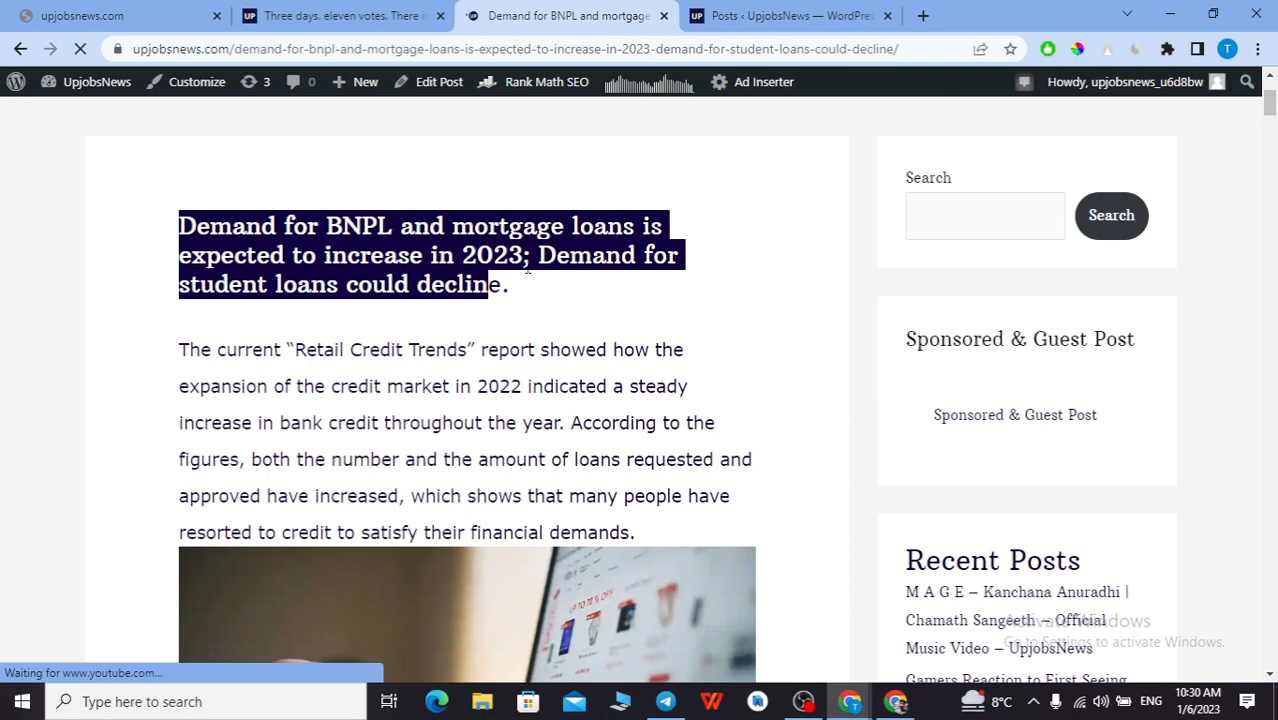 upjobsnews.com
Three days. eleven votes. There is
Demand for BNPL and mortgage
Posts ‹ UpjobsNews — WordPres
upjobsnews.com/demand-for-bnpl-and-mortgage-loans-is-expected-to-increase-in-2023-demand-for-student-loans-could-decline/
T
UpjobsNews
Customize
3
0
New
Edit Post
Rank Math SEO
Ad Inserter
Howdy, upjobsnews_u6d8bw
Demand for BNPL and mortgage loans is
expected to increase in 2023; Demand for
student loans could decline.
The current “Retail Credit Trends” report showed how the
expansion of the credit market in 2022 indicated a steady
increase in bank credit throughout the year. According to the
figures, both the number and the amount of loans requested and
approved have increased, which shows that many people have
resorted to credit to satisfy their financial demands.
UP TO 70 % OFF
Search
Search
Sponsored & Guest Post
Sponsored & Guest Post
Recent Posts
M A G E – Kanchana Anuradhi |
Chamath Sangeeth – Official
Music Video – UpjobsNews
Gamers Reaction to First Seeing
Activate Windows
Go to Settings to activate Windows.
Waiting for www.youtube.com...
Type here to search
8°C
ENG
10:30 AM
1/6/2023